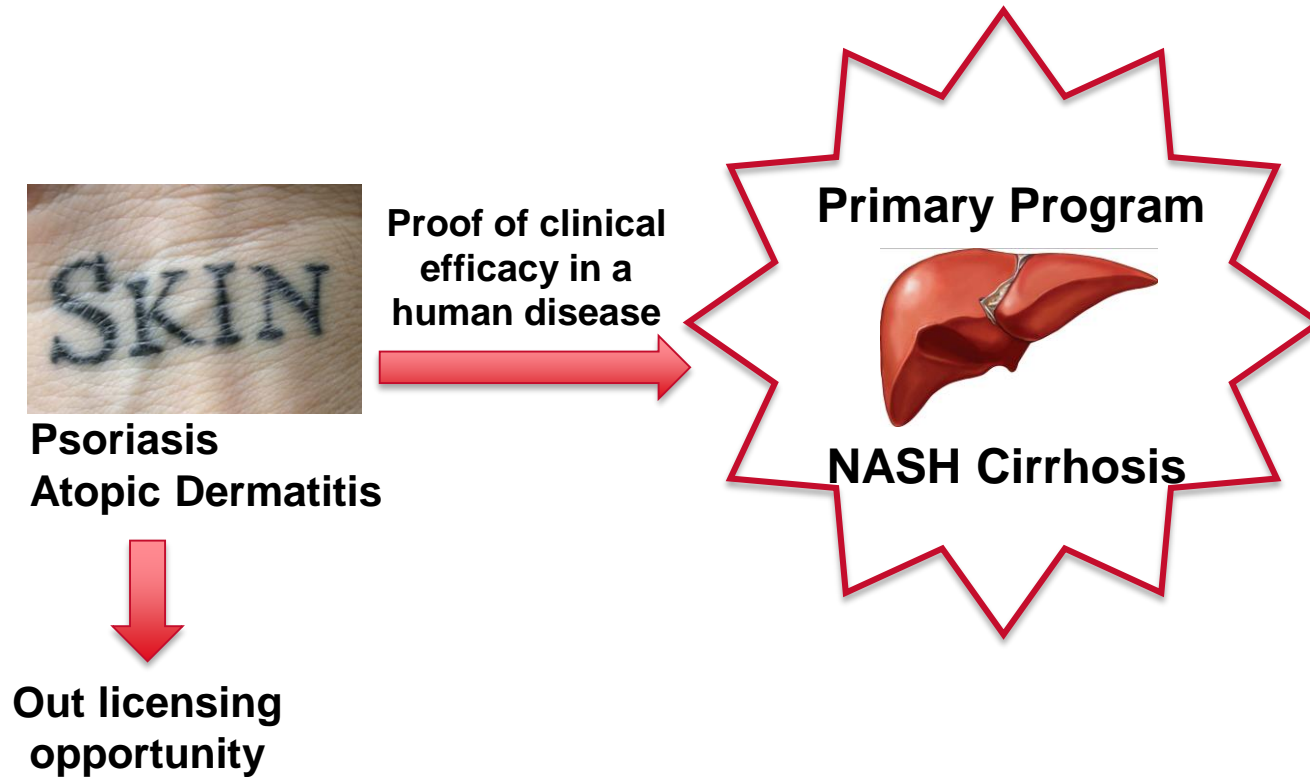 SKIN
Psoriasis
Atopic Dermatitis
Proof of clinical
efficacy in a
human disease
Primary Program
NASH Cirrhosis
Out licensing
opportunity